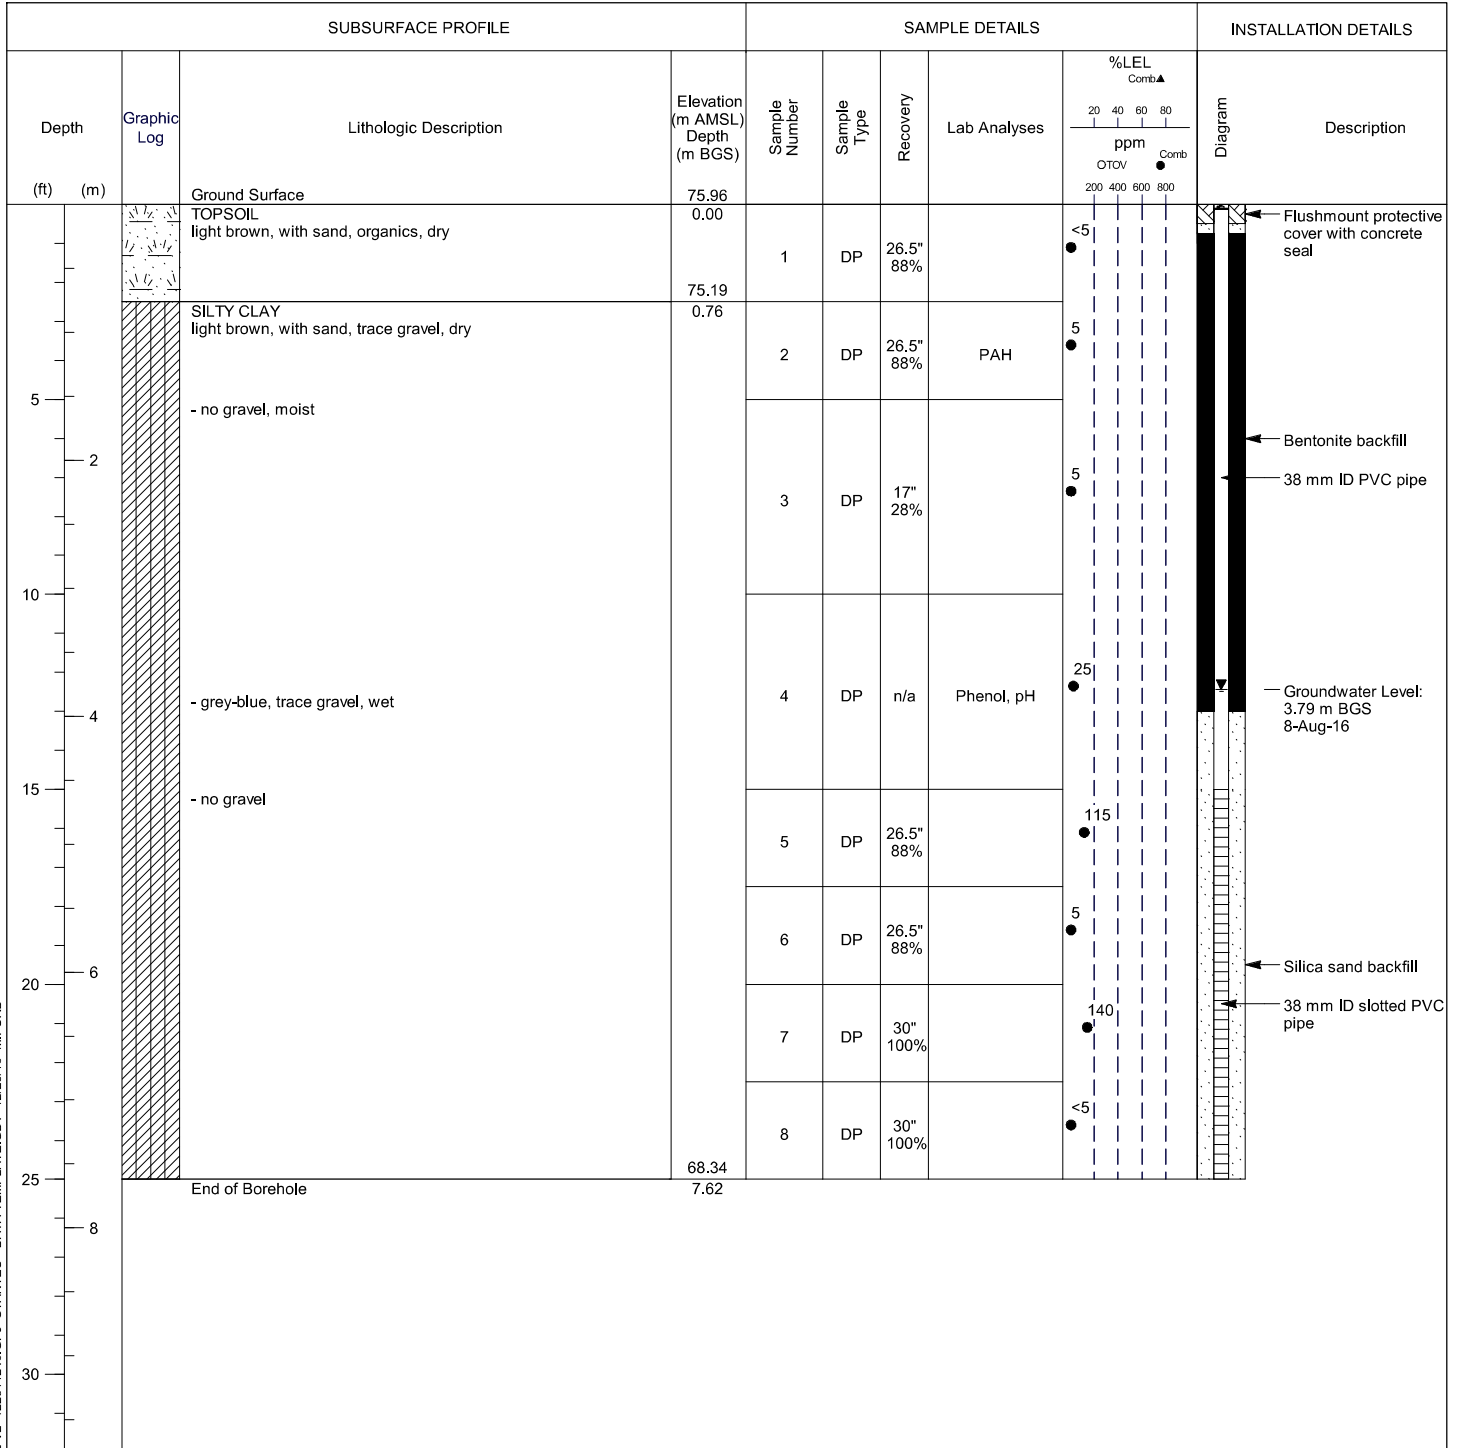 SUBSURFACE PROFILE
SAMPLE DETAILS
INSTALLATION DETAILS
Depth
(ft) (m)
Graphic
Log
Lithologic Description
Elevation
(m AMSL)
Depth
(m BGS)
Sample
Number
Sample
Type
Recovery
Lab Analyses
%LEL
Comb▲
20 40 60 80
ppm
OTOV ● Comb
200 400 600 800
Diagram
Description
Ground Surface 75.96
TOPSOIL 0.00
light brown, with sand, organics, dry
75.19
SILTY CLAY 0.76
light brown, with sand, trace gravel, dry
- no gravel, moist
- grey-blue, trace gravel, wet
- no gravel
68.34
End of Borehole 7.62
5
2
10
4
15
6
20
25
8
30
1 DP 26.5" <5
88%
2 DP 26.5" PAH 5
88%
3 DP 17" 5
28%
4 DP n/a Phenol, pH 25
5 DP 26.5" 115
88%
6 DP 26.5" 5
88%
7 DP 30" 140
100%
8 DP 30" <5
100%
Flushmount protective
cover with concrete
seal
Bentonite backfill
38 mm ID PVC pipe
Groundwater Level:
3.79 m BGS
8-Aug-16
Silica sand backfill
38 mm ID slotted PVC
pipe